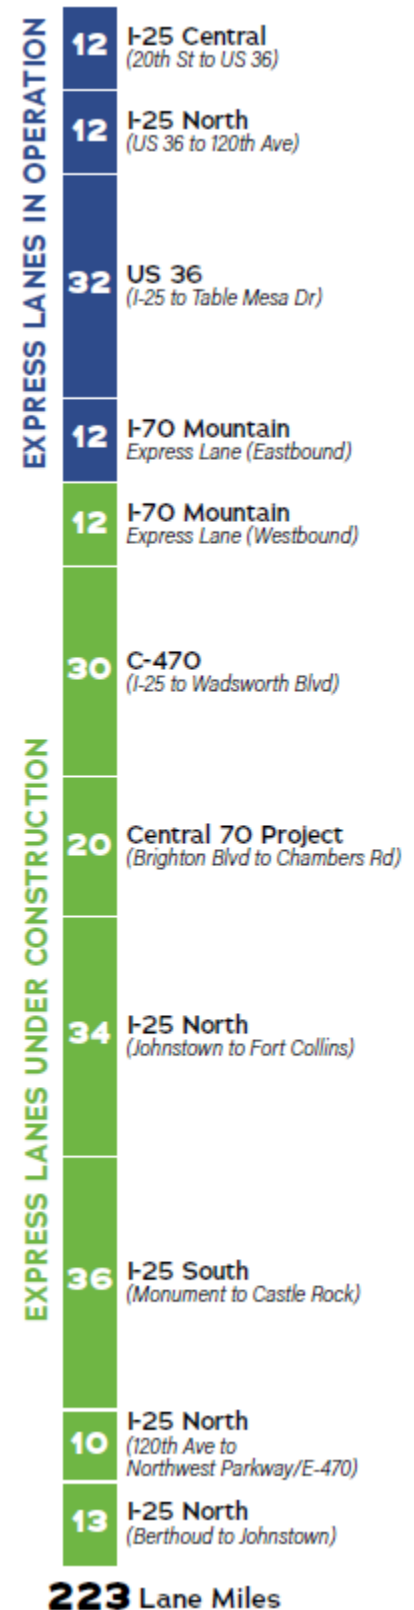 EXPRESS LANES IN OPERATION
12 I-25 Central
(20th St to US 36)
12 I-25 North
(US 36 to 120th Ave)
32 US 36
(I-25 to Table Mesa Dr)
12 I-70 Mountain
Express Lane (Eastbound)
EXPRESS LANES UNDER CONSTRUCTION
12 I-70 Mountain
Express Lane (Westbound)
30 C-470
(I-25 to Wadsworth Blvd)
20 Central 70 Project
(Brighton Blvd to Chambers Rd)
34 I-25 North
(Johnstown to Fort Collins)
36 I-25 South
(Monument to Castle Rock)
10 I-25 North
(120th Ave to
Northwest Parkway/E-470)
13 I-25 North
(Berthoud to Johnstown)
223 Lane Miles